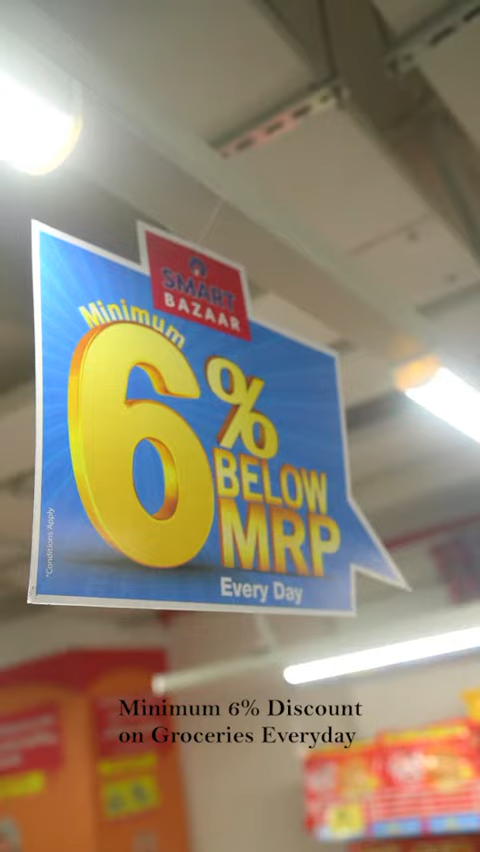 SMART
BAZAAR
Minimum
6%
BELOW
MRP
Every Day
*Conditions Apply
Minimum 6% Discount
on Groceries Everyday